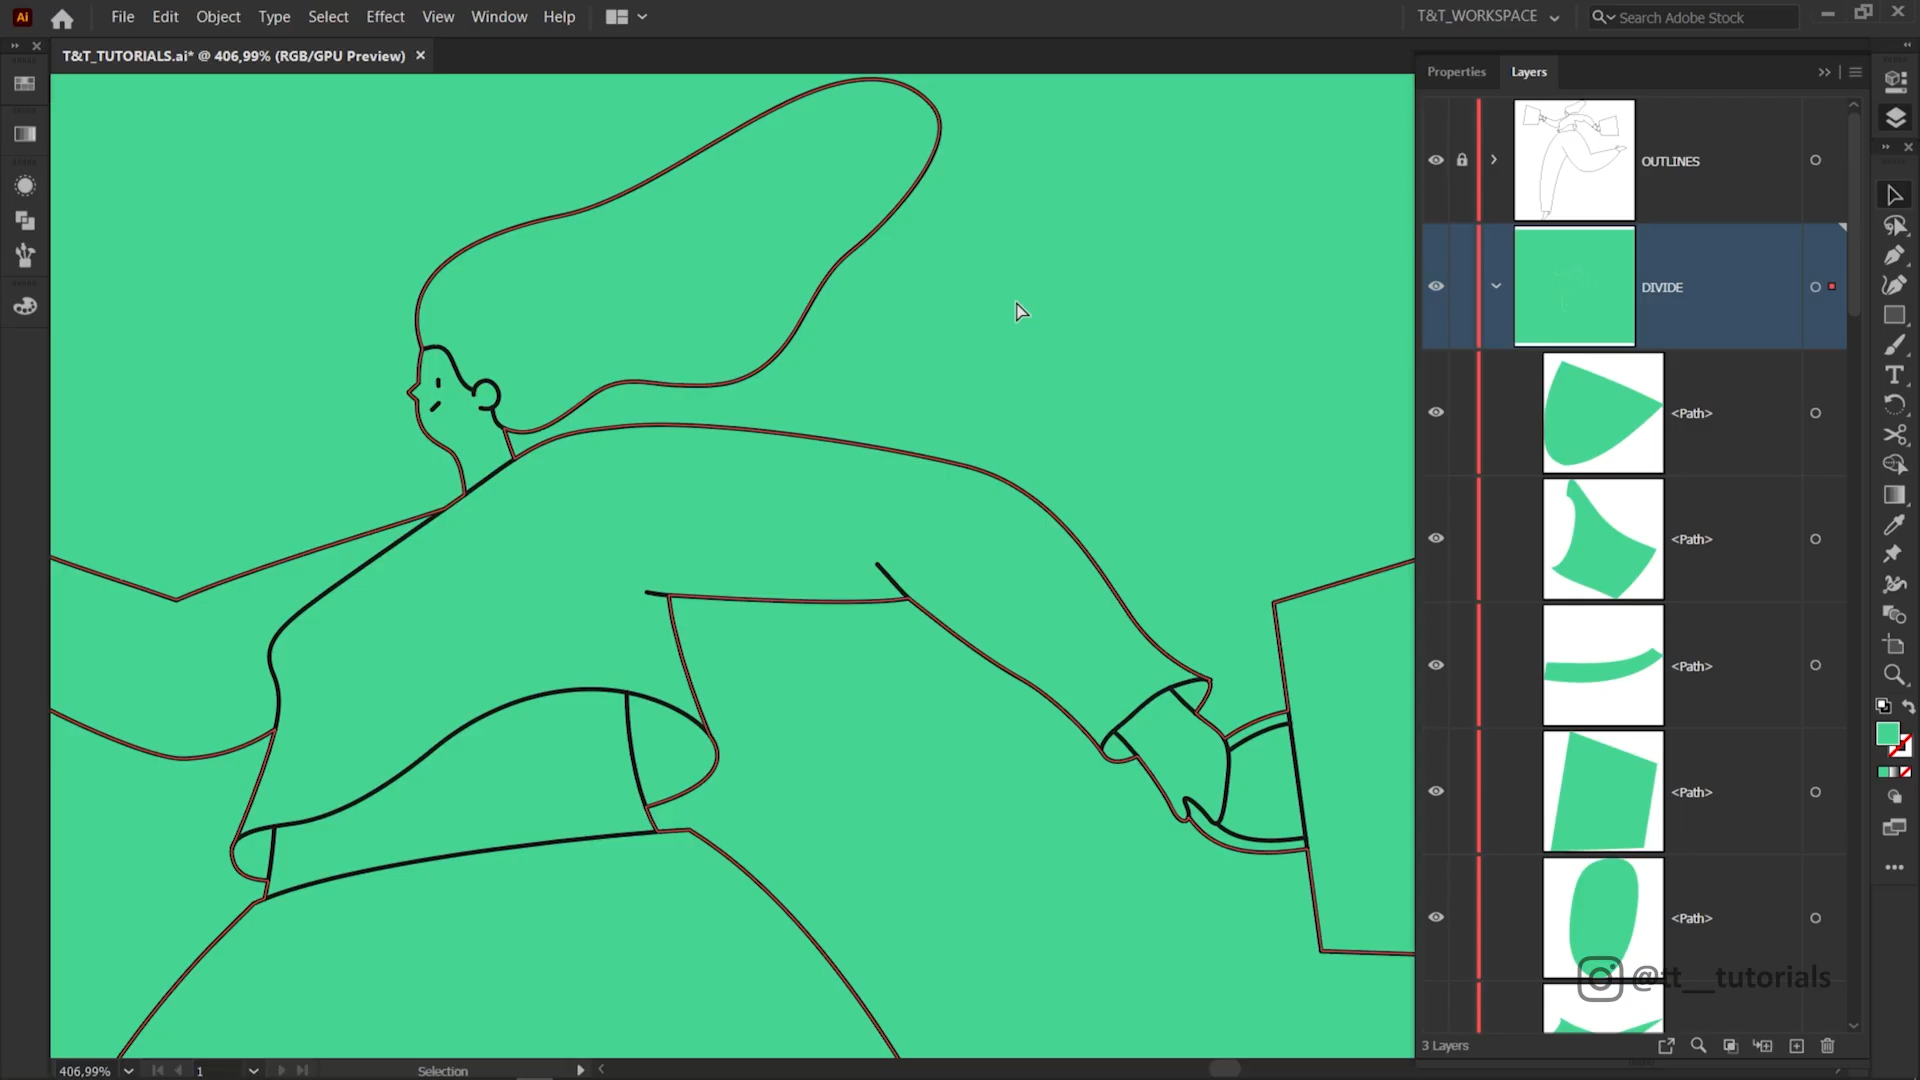 Ai File Edit Object Type Select Effect View Window Help T&T_WORKSPACE Search Adobe Stock
T&T_TUTORIALS.ai* @ 406,99% (RGB/GPU Preview)
Properties Layers
OUTLINES
DIVIDE
<Path>
<Path>
<Path>
<Path>
<Path>
@tt__tutorials
3 Layers
406,99% 1 Selection